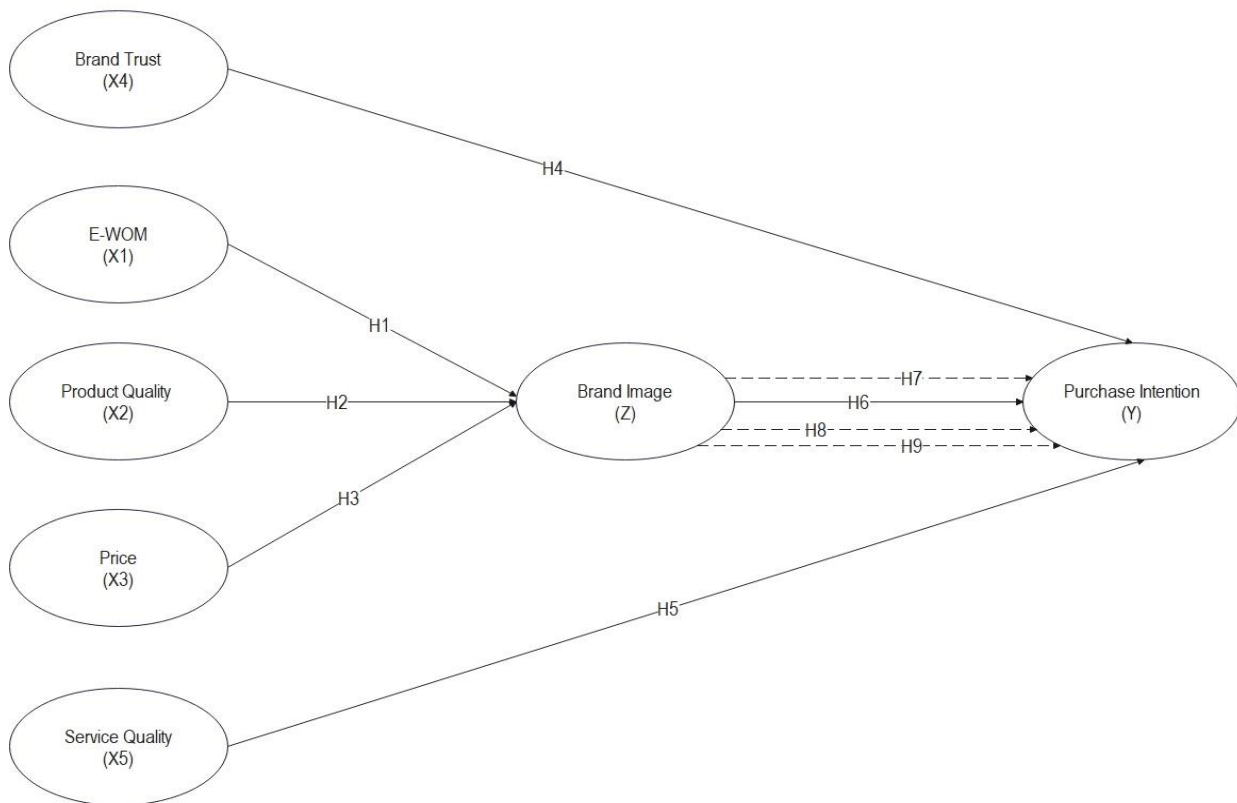 Brand Trust
(X4)
H4
E-WOM
(X1)
H1
Product Quality
(X2)
H2
Brand Image
(Z)
H7
H6
H8
H9
Purchase Intention
(Y)
H3
Price
(X3)
H5
Service Quality
(X5)